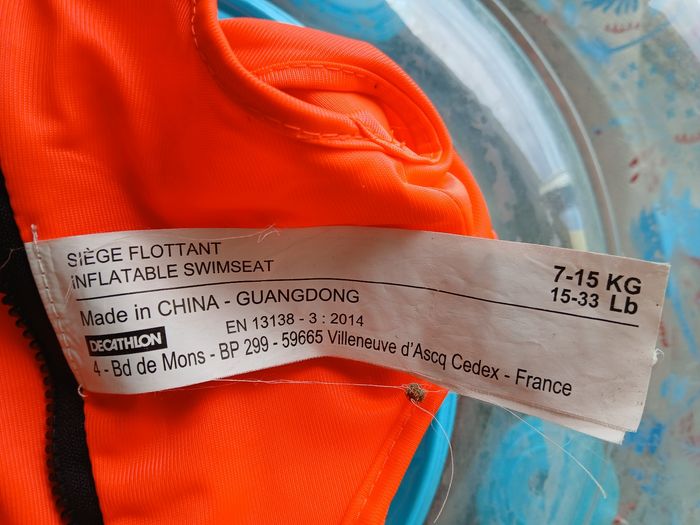 SIÈGE FLOTTANT
INFLATABLE SWIMSEAT
7-15 KG
15-33 Lb
Made in CHINA - GUANGDONG
DECATHLON
EN 13138 - 3 : 2014
4 - Bd de Mons - BP 299 - 59665 Villeneuve d'Ascq Cedex - France